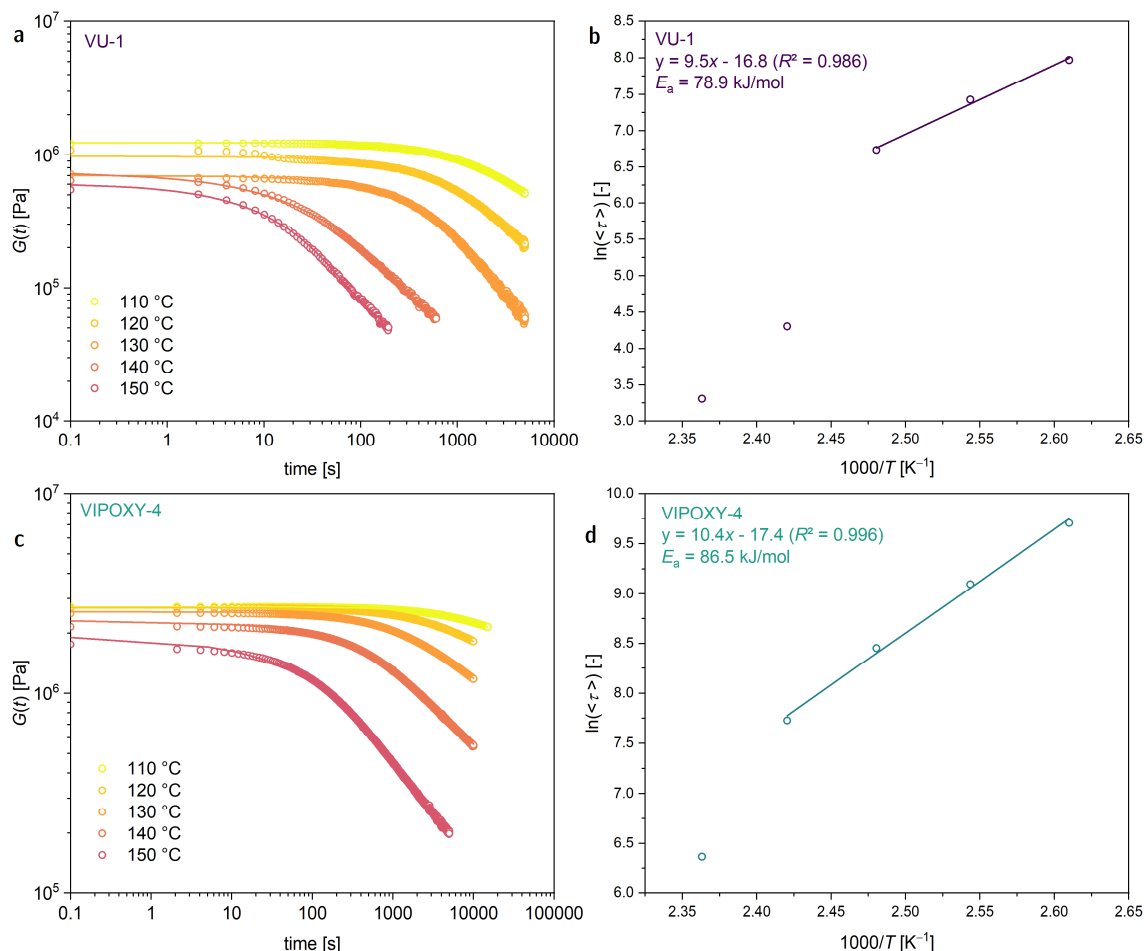 a
VU-1
10⁷
10⁶
10⁵
10⁴
G(t) [Pa]
110 °C
120 °C
130 °C
140 °C
150 °C
0.1 1 10 100 1000 10000
time [s]
b
VU-1
y = 9.5x - 16.8 (R² = 0.986)
Eₐ = 78.9 kJ/mol
8.0
7.5
7.0
6.5
6.0
5.5
5.0
4.5
4.0
3.5
3.0
ln(<τ>) [-]
2.35 2.40 2.45 2.50 2.55 2.60 2.65
1000/T [K⁻¹]
c
VIPOXY-4
10⁷
10⁶
10⁵
G(t) [Pa]
110 °C
120 °C
130 °C
140 °C
150 °C
0.1 1 10 100 1000 10000 100000
time [s]
d
VIPOXY-4
y = 10.4x - 17.4 (R² = 0.996)
Eₐ = 86.5 kJ/mol
10.0
9.5
9.0
8.5
8.0
7.5
7.0
6.5
6.0
ln(<τ>) [-]
2.35 2.40 2.45 2.50 2.55 2.60 2.65
1000/T [K⁻¹]